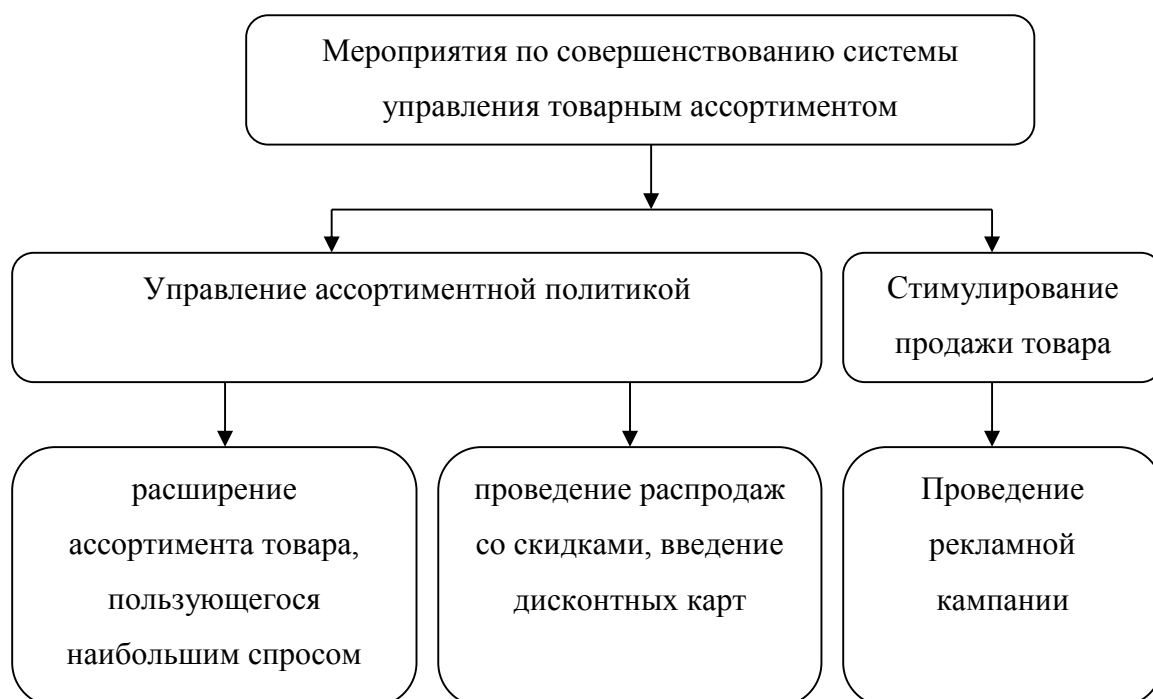 Мероприятия по совершенствованию системы
управления товарным ассортиментом
Управление ассортиментной политикой
Стимулирование
продажи товара
расширение
ассортимента товара,
пользующегося
наибольшим спросом
проведение распродаж
со скидками, введение
дисконтных карт
Проведение
рекламной
кампании